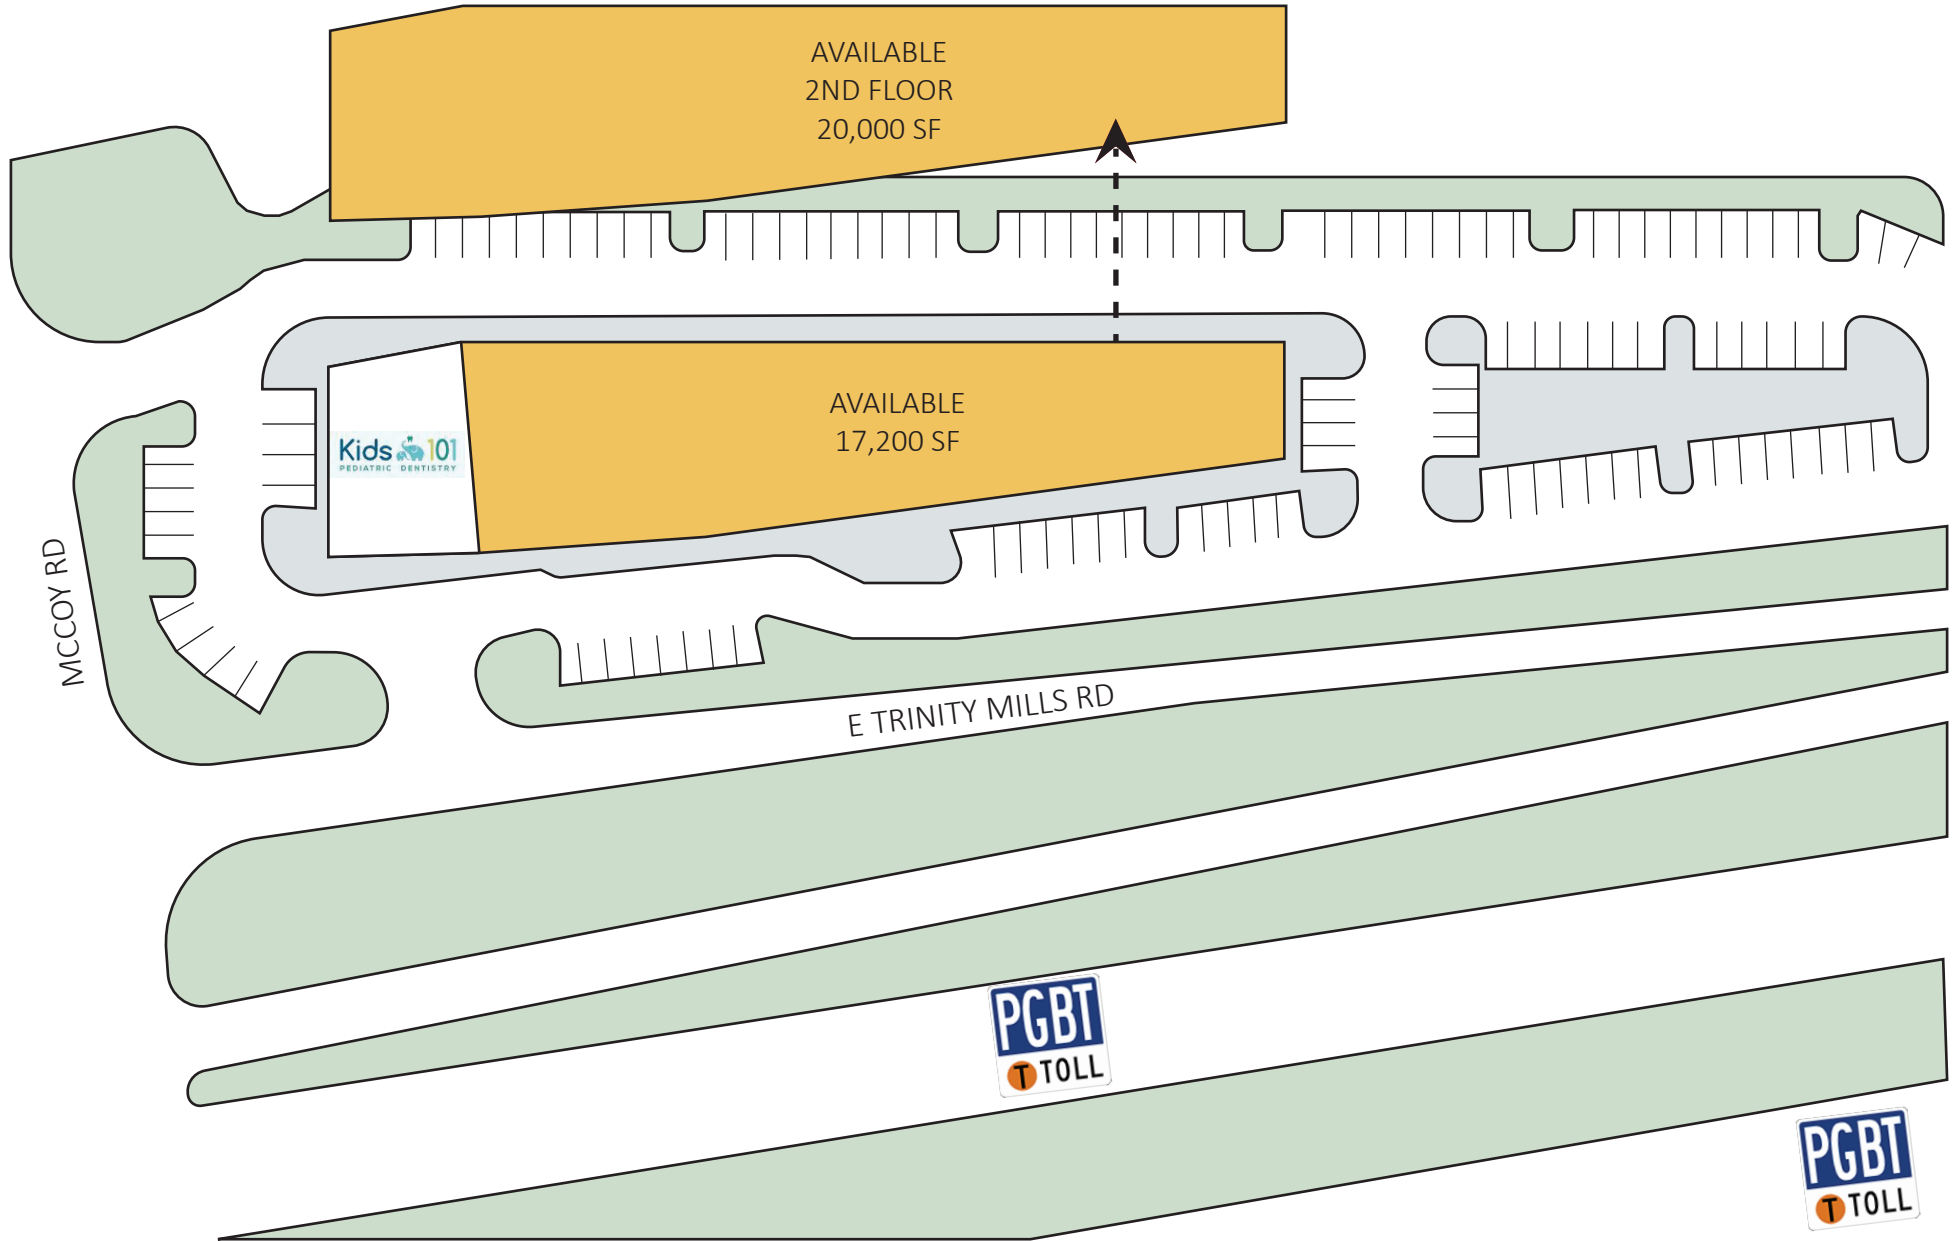 AVAILABLE
2ND FLOOR
20,000 SF
AVAILABLE
17,200 SF
Kids 101
PEDIATRIC DENTISTRY
MCCOY RD
E TRINITY MILLS RD
PGBT
T TOLL
PGBT
T TOLL